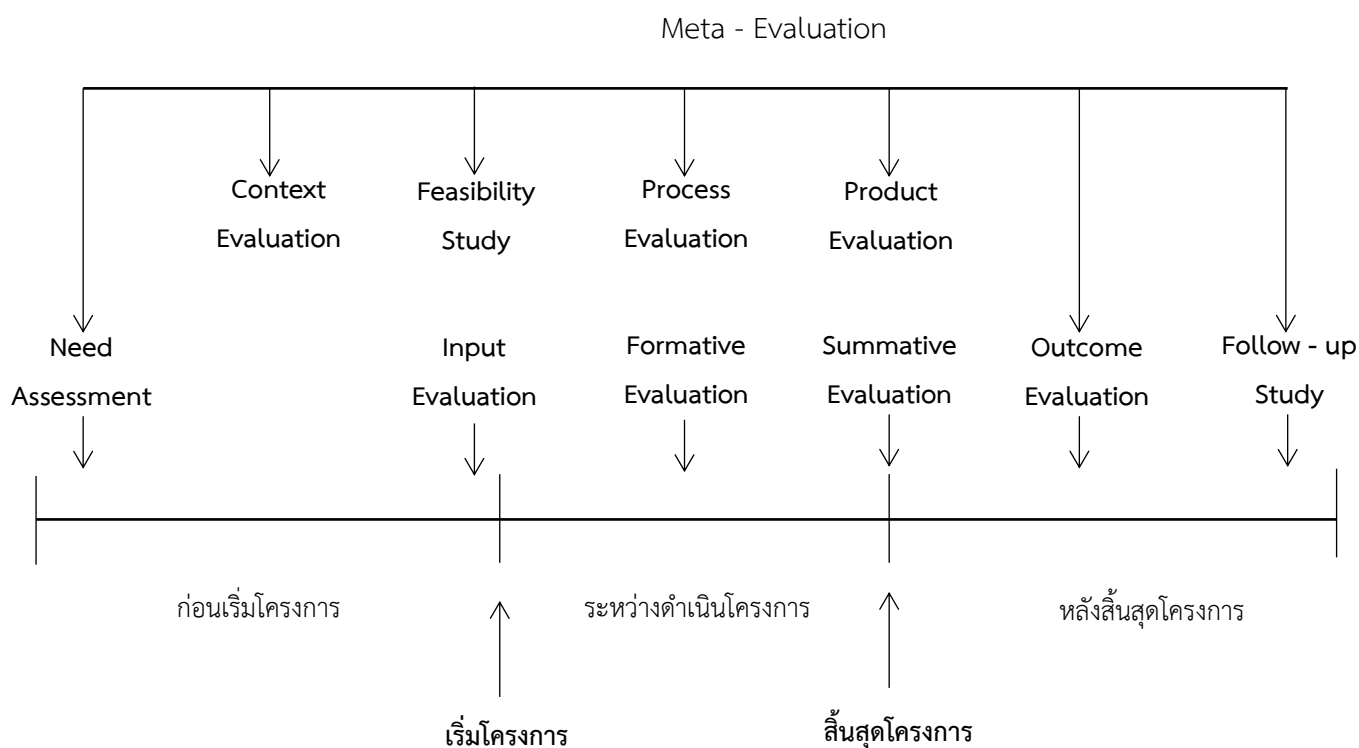 Meta - Evaluation
Context
Evaluation
Feasibility
Study
Process
Evaluation
Product
Evaluation
Need
Assessment
Input
Evaluation
Formative
Evaluation
Summative
Evaluation
Outcome
Evaluation
Follow - up
Study
ก่อนเริ่มโครงการ
ระหว่างดำเนินโครงการ
หลังสิ้นสุดโครงการ
เริ่มโครงการ
สิ้นสุดโครงการ